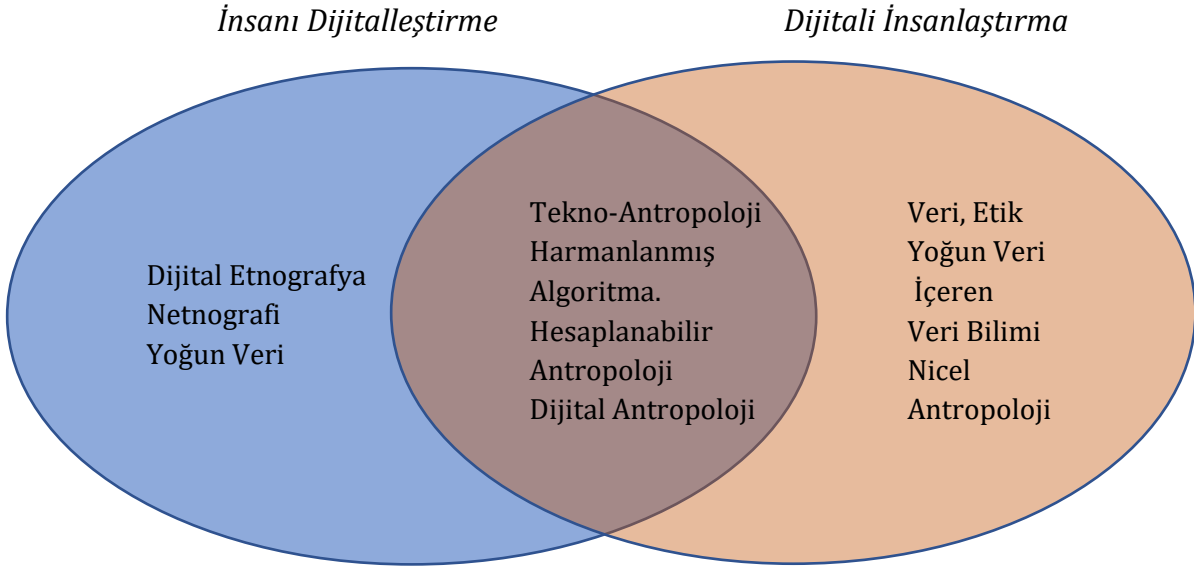 İnsanı Dijitalleştirme
Dijitali İnsanlaştırma
Dijital Etnografya
Netnografi
Yoğun Veri
Tekno-Antropoloji
Harmanlanmış
Algoritma.
Hesaplanabilir
Antropoloji
Dijital Antropoloji
Veri, Etik
Yoğun Veri
İçeren
Veri Bilimi
Nicel
Antropoloji